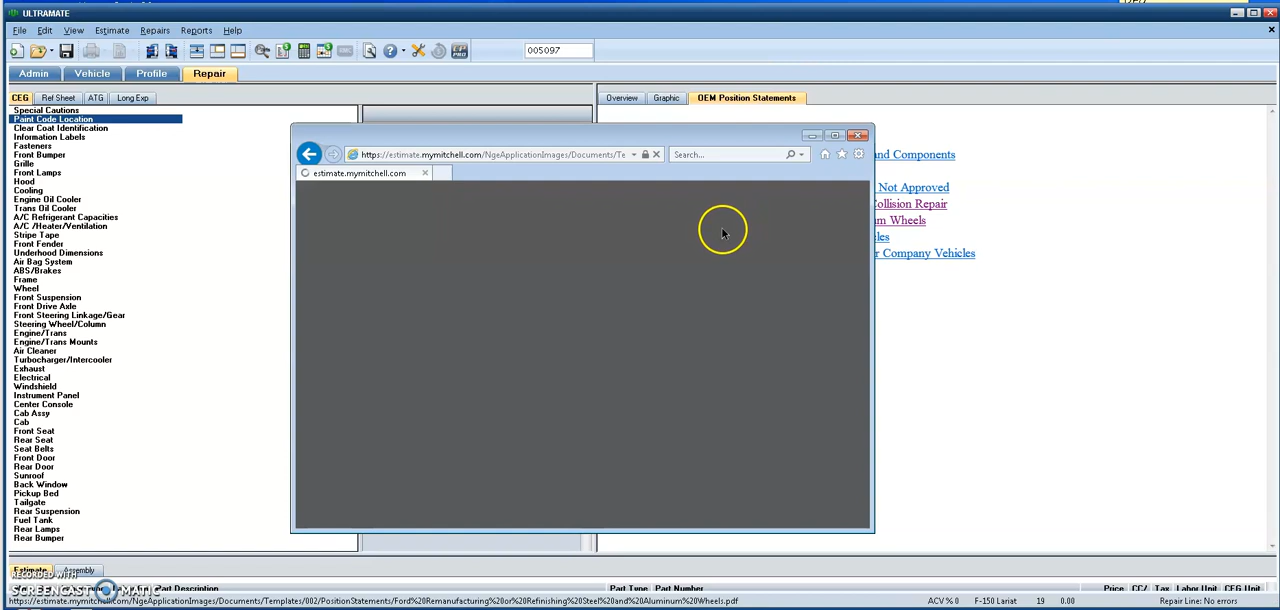 ULTRAMATE
File Edit View Estimate Repairs Reports Help
005097
Admin Vehicle Profile Repair
CEG Ref Sheet ATG Long Exp
Overview Graphic OEM Position Statements
Special Cautions
Paint Code Location
Clear Coat Identification
Information Labels
Fasteners
Front Bumper
Grille
Front Lamps
Hood
Cooling
Engine Oil Cooler
Trans Oil Cooler
A/C Refrigerant Capacities
A/C /Heater/Ventilation
Stripe Tape
Front Fender
Underhood Dimensions
Air Bag System
ABS/Brakes
Frame
Wheel
Front Suspension
Front Drive Axle
Front Steering Linkage/Gear
Steering Wheel/Column
Engine/Trans
Engine/Trans Mounts
Air Cleaner
Turbocharger/Intercooler
Exhaust
Electrical
Windshield
Instrument Panel
Center Console
Cab Assy
Cab
Front Seat
Rear Seat
Seat Belts
Front Door
Rear Door
Sunroof
Back Window
Pickup Bed
Tailgate
Rear Suspension
Fuel Tank
Rear Lamps
Rear Bumper
https://estimate.mymitchell.com/NgeApplicationImages/Documents/Te
Search...
estimate.mymitchell.com
and Components
Not Approved
Collision Repair
um Wheels
cles
r Company Vehicles
Estimate Assembly
RECORDED WITH
SCREENCAST MATIC
Part Description Part Type Part Number Price CC/ Tax Labor Unit CEG Unit
https://estimate.mymitchell.com/NgeApplicationImages/Documents/Templates/002/PositionStatements/Ford%20Remanufacturing%20or%20Refinishing%20Steel%20and%20Aluminum%20Wheels.pdf
ACV % 0 F-150 Lariat 19 0.00 Repair Line: No errors